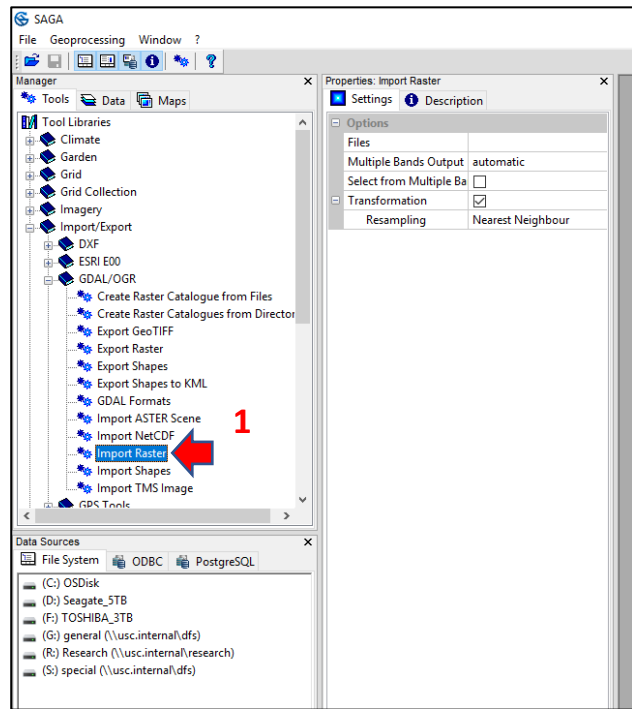 SAGA
File Geoprocessing Window ?
Manager
Tools Data Maps
Tool Libraries
Climate
Garden
Grid
Grid Collection
Imagery
Import/Export
DXF
ESRI E00
GDAL/OGR
Create Raster Catalogue from Files
Create Raster Catalogues from Director
Export GeoTIFF
Export Raster
Export Shapes
Export Shapes to KML
GDAL Formats
Import ASTER Scene
Import NetCDF
Import Raster
Import Shapes
Import TMS Image
GPS Tools
1
Data Sources
File System ODBC PostgreSQL
(C:) OSDisk
(D:) Seagate_5TB
(F:) TOSHIBA_3TB
(G:) general (\\usc.internal\dfs)
(R:) Research (\\usc.internal\research)
(S:) special (\\usc.internal\dfs)
Properties: Import Raster
Settings Description
Options
Files
Multiple Bands Output automatic
Select from Multiple Ba
Transformation
Resampling Nearest Neighbour